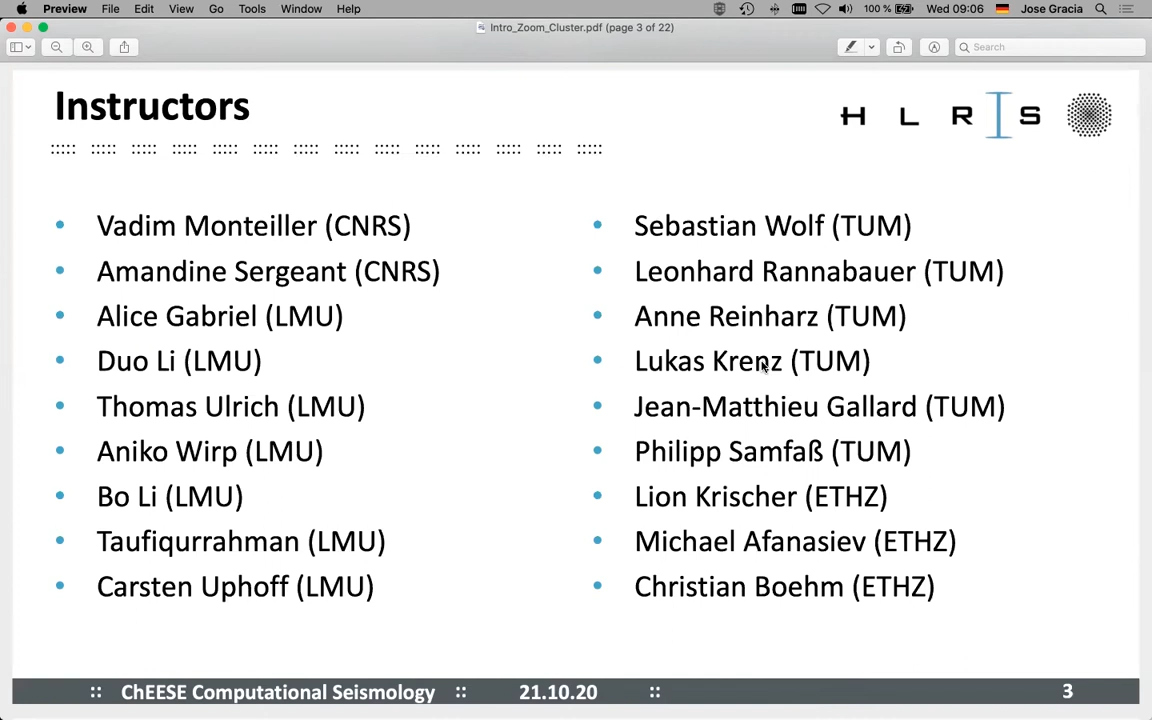 Preview File Edit View Go Tools Window Help 100 % Wed 09:06 Jose Gracia
Intro_Zoom_Cluster.pdf (page 3 of 22)
Search
Instructors
H L R I S
Vadim Monteiller (CNRS)
Amandine Sergeant (CNRS)
Alice Gabriel (LMU)
Duo Li (LMU)
Thomas Ulrich (LMU)
Aniko Wirp (LMU)
Bo Li (LMU)
Taufiqurrahman (LMU)
Carsten Uphoff (LMU)
Sebastian Wolf (TUM)
Leonhard Rannabauer (TUM)
Anne Reinharz (TUM)
Lukas Krenz (TUM)
Jean-Matthieu Gallard (TUM)
Philipp Samfaß (TUM)
Lion Krischer (ETHZ)
Michael Afanasiev (ETHZ)
Christian Boehm (ETHZ)
:: ChEESE Computational Seismology :: 21.10.20 :: 3